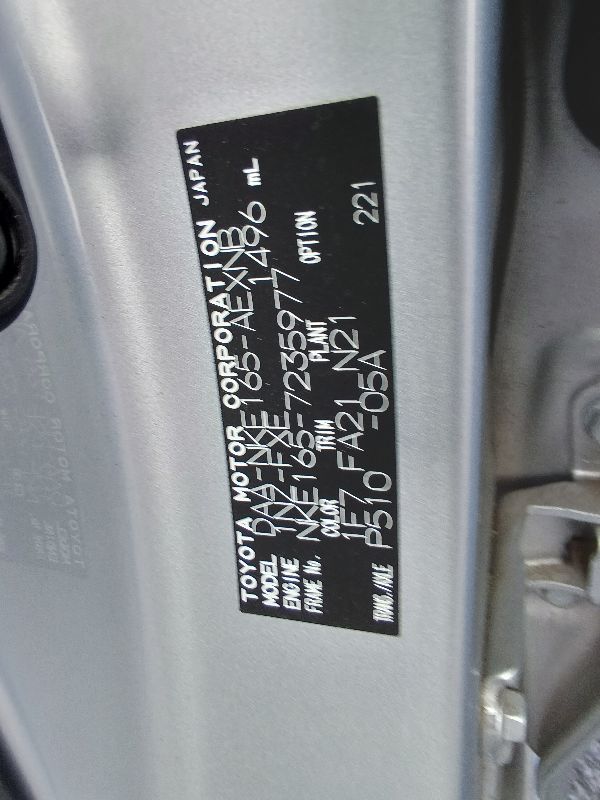 TOYOTA MOTOR CORPORATION JAPAN
MODEL DAA-NKE165-AEXNB
ENGINE 1NZ-FXE 1496 mL
FRAME No. NKE165-7235977
COLOR TRIM PLANT OPTION
1F7 FA21 N21 221
TRANS./AXLE P510 -05A